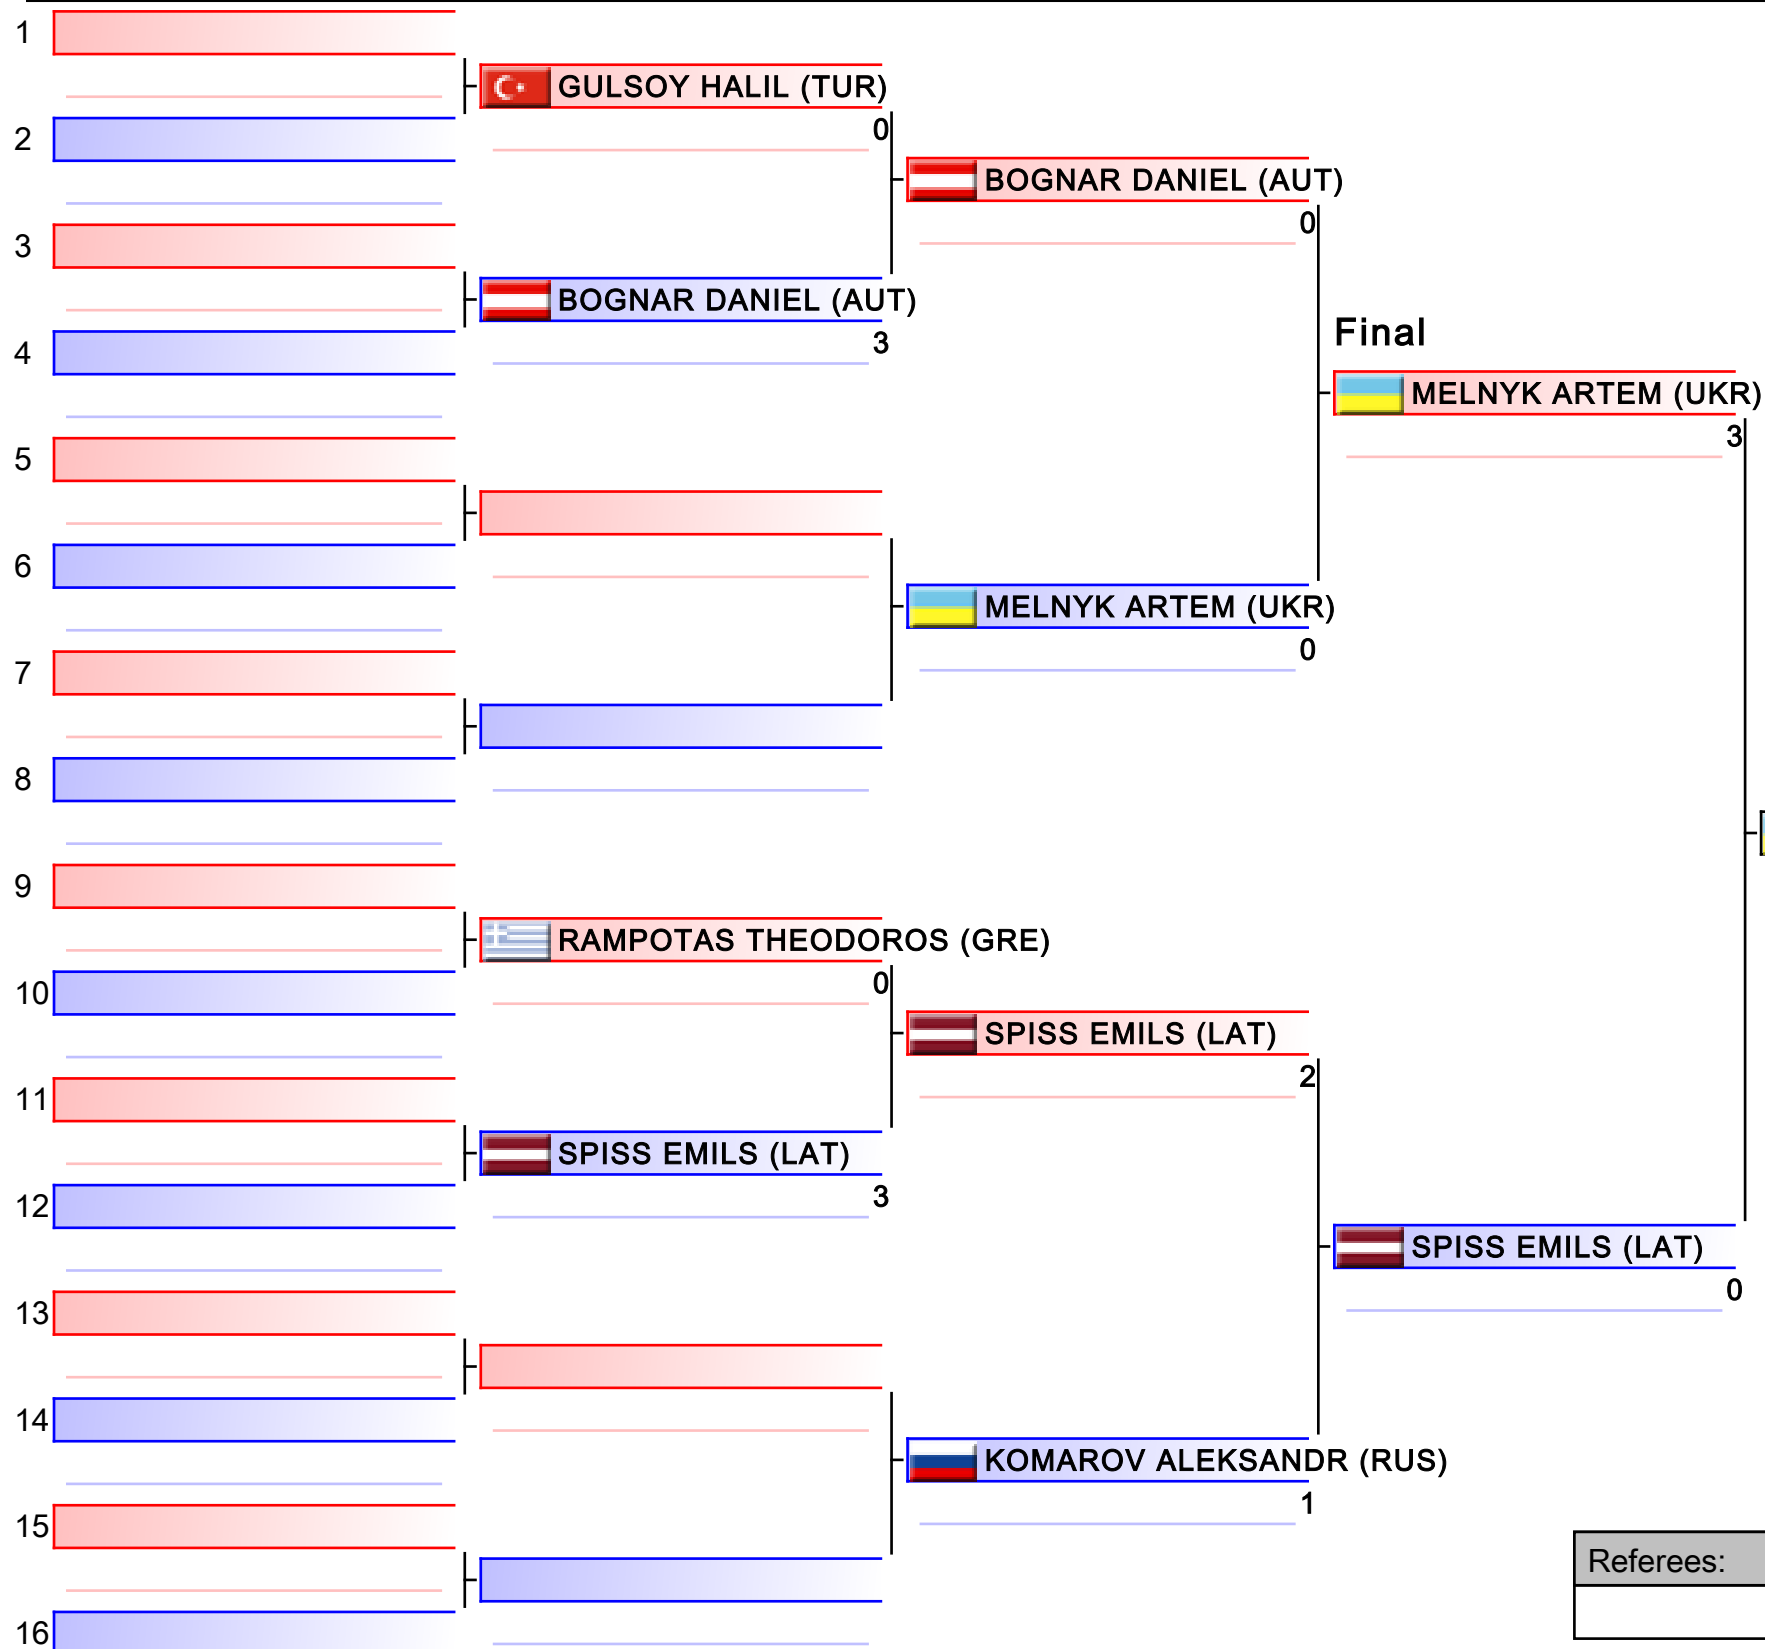 1
GULSOY HALIL (TUR)
0
2
BOGNAR DANIEL (AUT)
0
3
BOGNAR DANIEL (AUT)
3
4
Final
MELNYK ARTEM (UKR)
3
5
6
MELNYK ARTEM (UKR)
0
7
8
9
RAMPOTAS THEODOROS (GRE)
0
10
SPISS EMILS (LAT)
2
11
SPISS EMILS (LAT)
3
12
SPISS EMILS (LAT)
0
13
14
KOMAROV ALEKSANDR (RUS)
1
15
Referees:
16